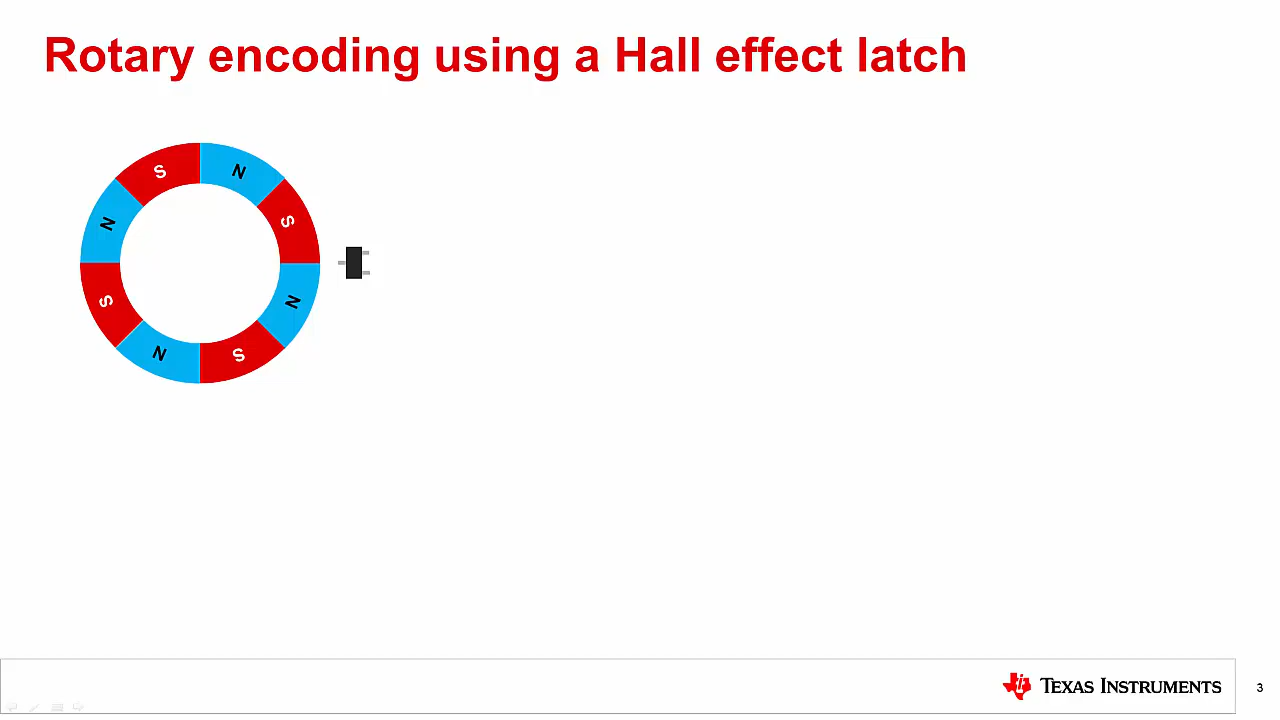 Rotary encoding using a Hall effect latch
S N
N S
S N
N S
TEXAS INSTRUMENTS
3